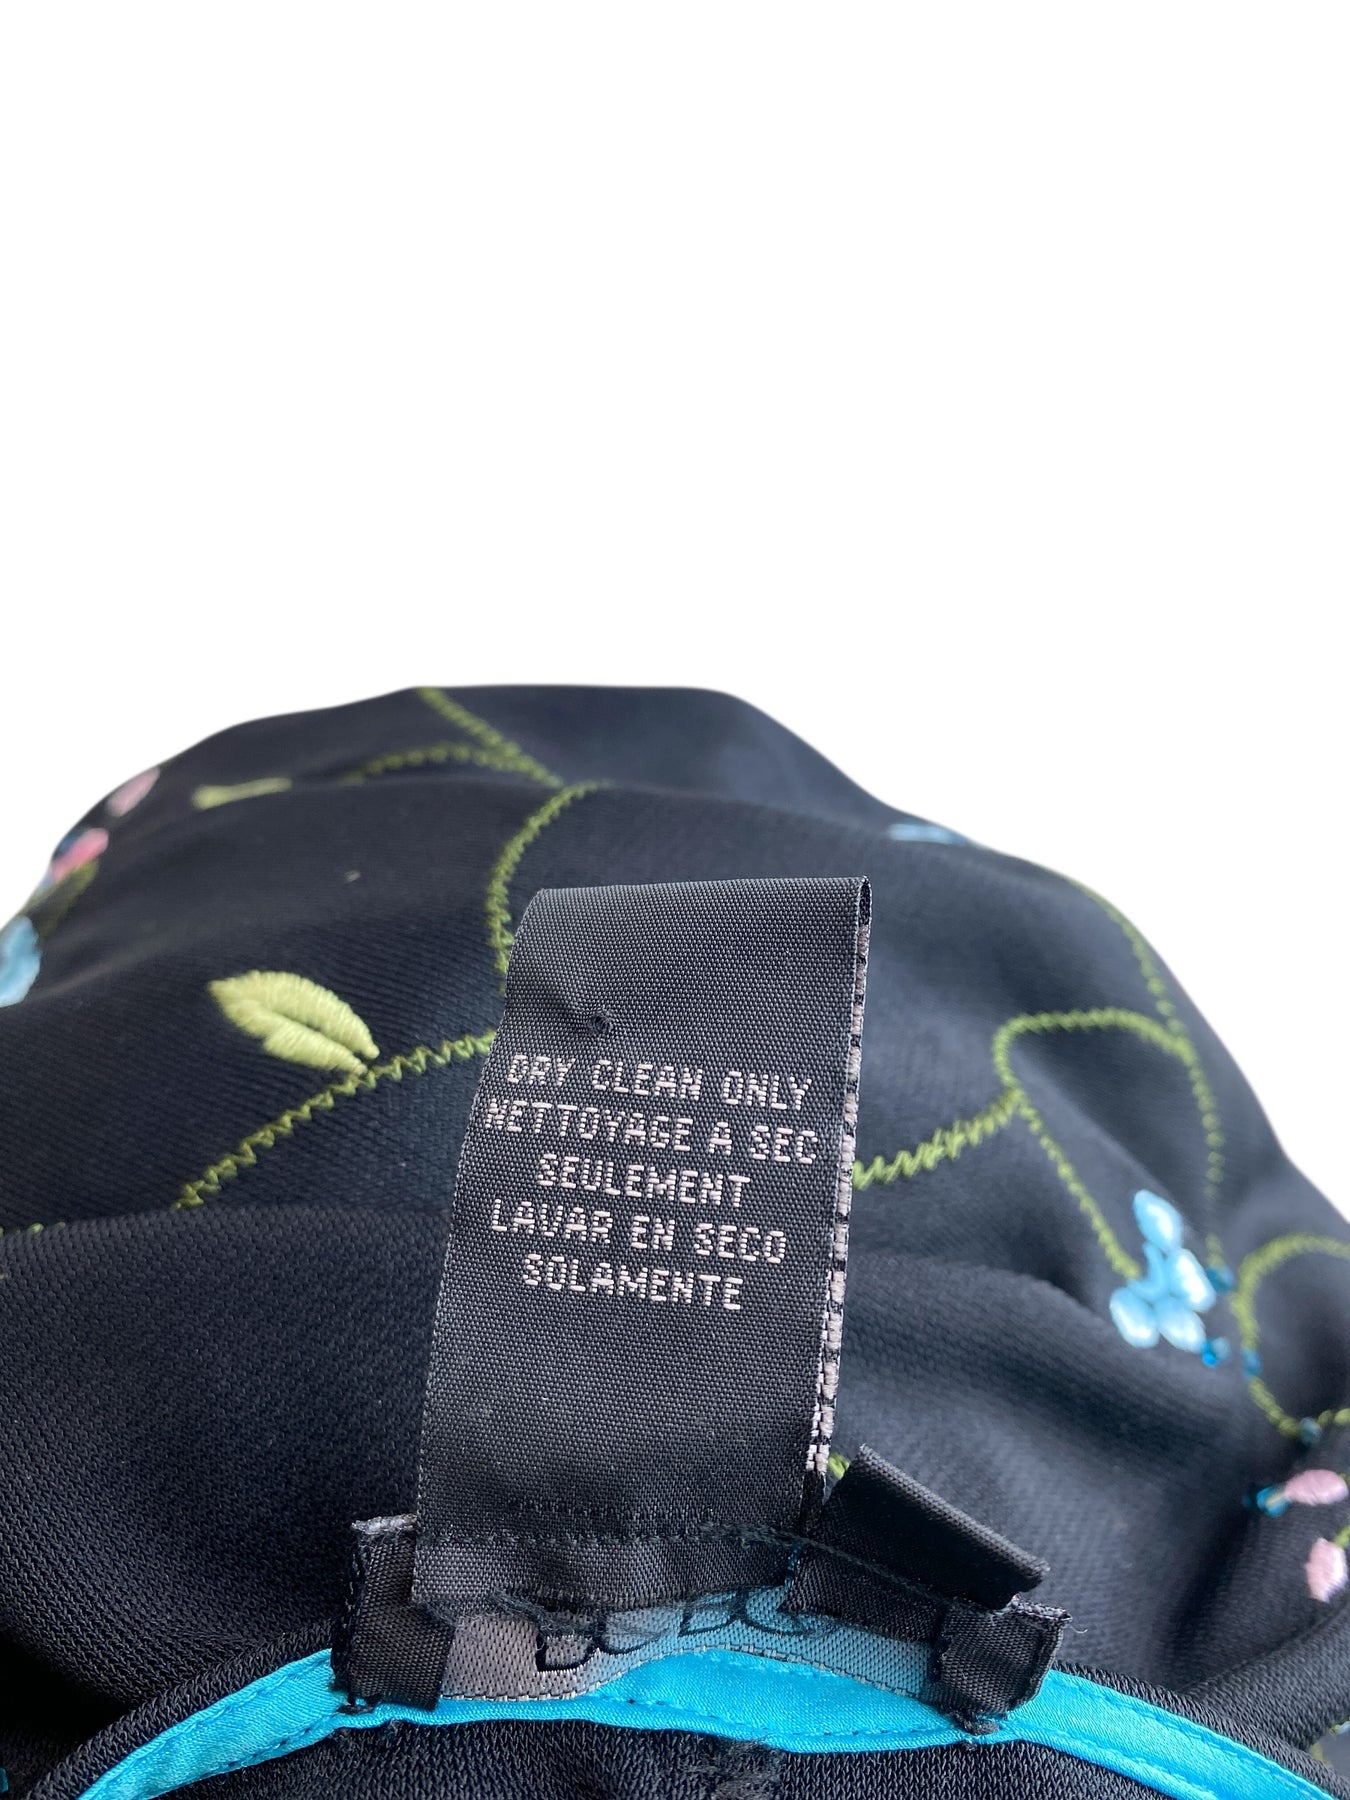 DRY CLEAN ONLY
NETTOYAGE A SEC
SEULEMENT
LAVAR EN SECO
SOLAMENTE